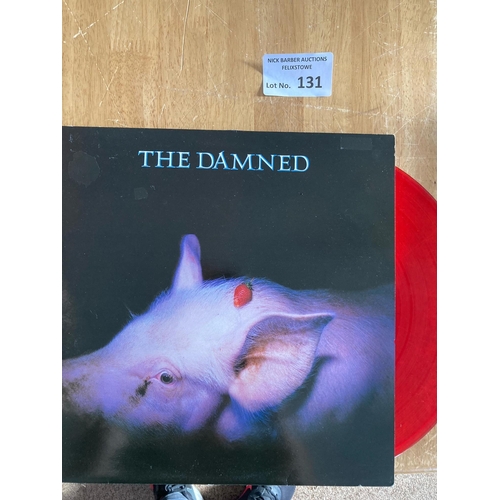 NICK BARBER AUCTIONS
FELIXSTOWE
Lot No. 131
THE DAMNED